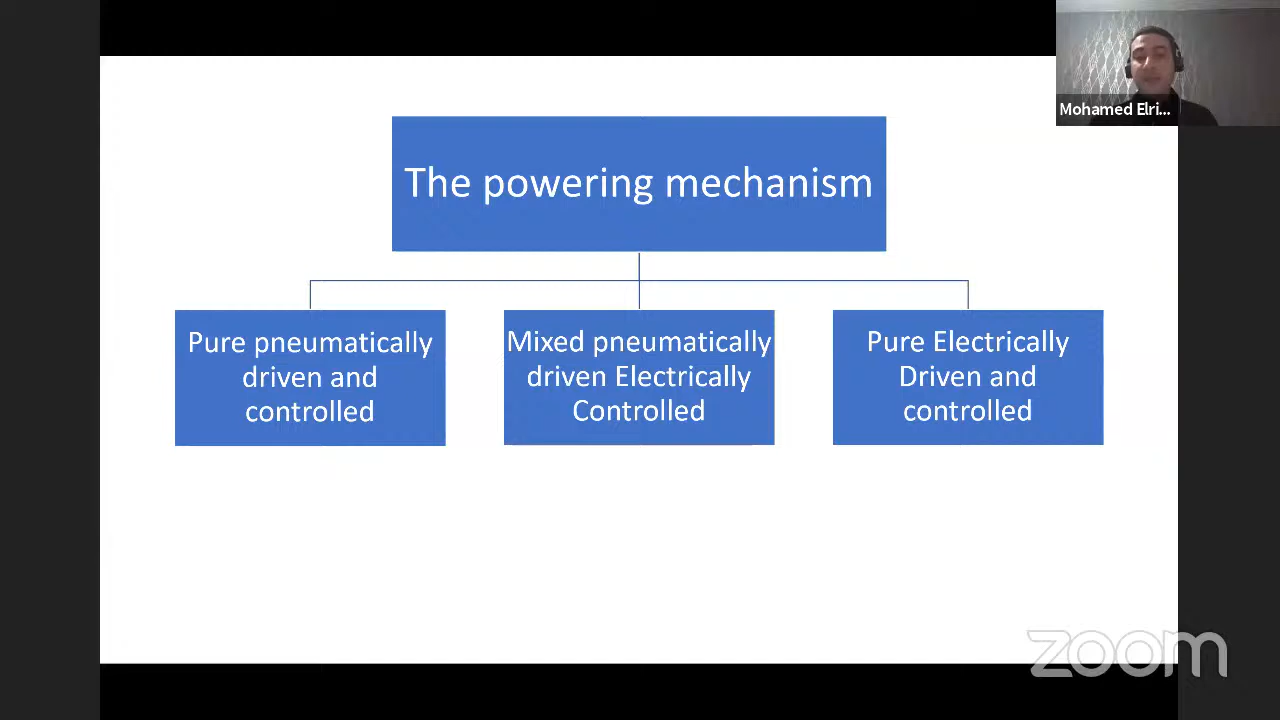 Mohamed Elri...
The powering mechanism
Pure pneumatically
driven and
controlled
Mixed pneumatically
driven Electrically
Controlled
Pure Electrically
Driven and
controlled
zoom